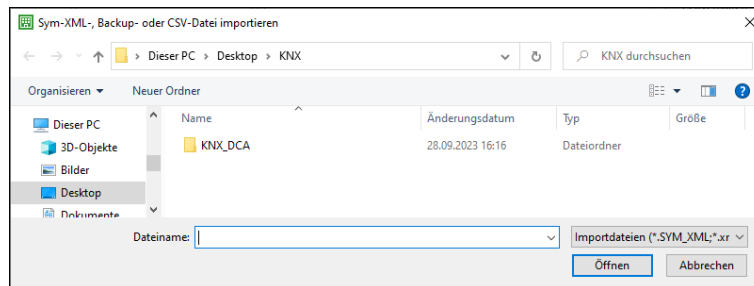 Sym-XML-, Backup- oder CSV-Datei importieren
Dieser PC > Desktop > KNX
KNX durchsuchen
Organisieren
Neuer Ordner
Dieser PC
3D-Objekte
Bilder
Desktop
Dokumente
Name
Änderungsdatum
Typ
Größe
KNX_DCA
28.09.2023 16:16
Dateiordner
Dateiname:
Importdateien (*.SYM_XML;*.xr
Öffnen
Abbrechen